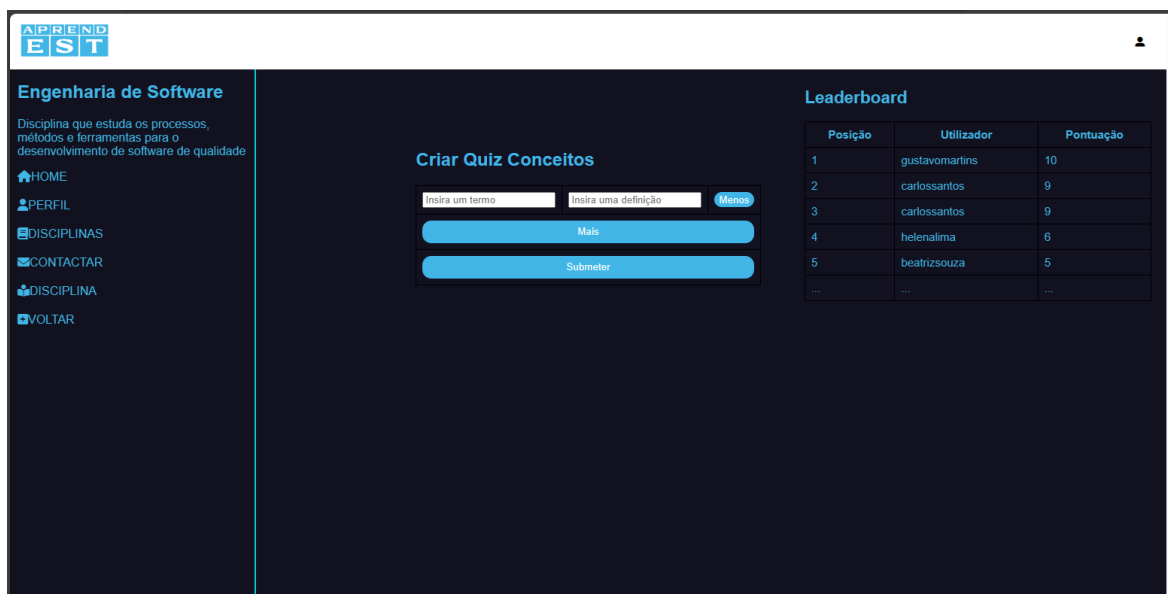 APREND
EST
Engenharia de Software
Disciplina que estuda os processos,
métodos e ferramentas para o
desenvolvimento de software de qualidade
HOME
PERFIL
DISCIPLINAS
CONTACTAR
DISCIPLINA
VOLTAR
Criar Quiz Conceitos
Insira um termo Insira uma definição Menos
Mais
Submeter
Leaderboard
Posição Utilizador Pontuação
1 gustavomartins 10
2 carlossantos 9
3 carlossantos 9
4 helenalima 6
5 beatrizsouza 5
... ... ...